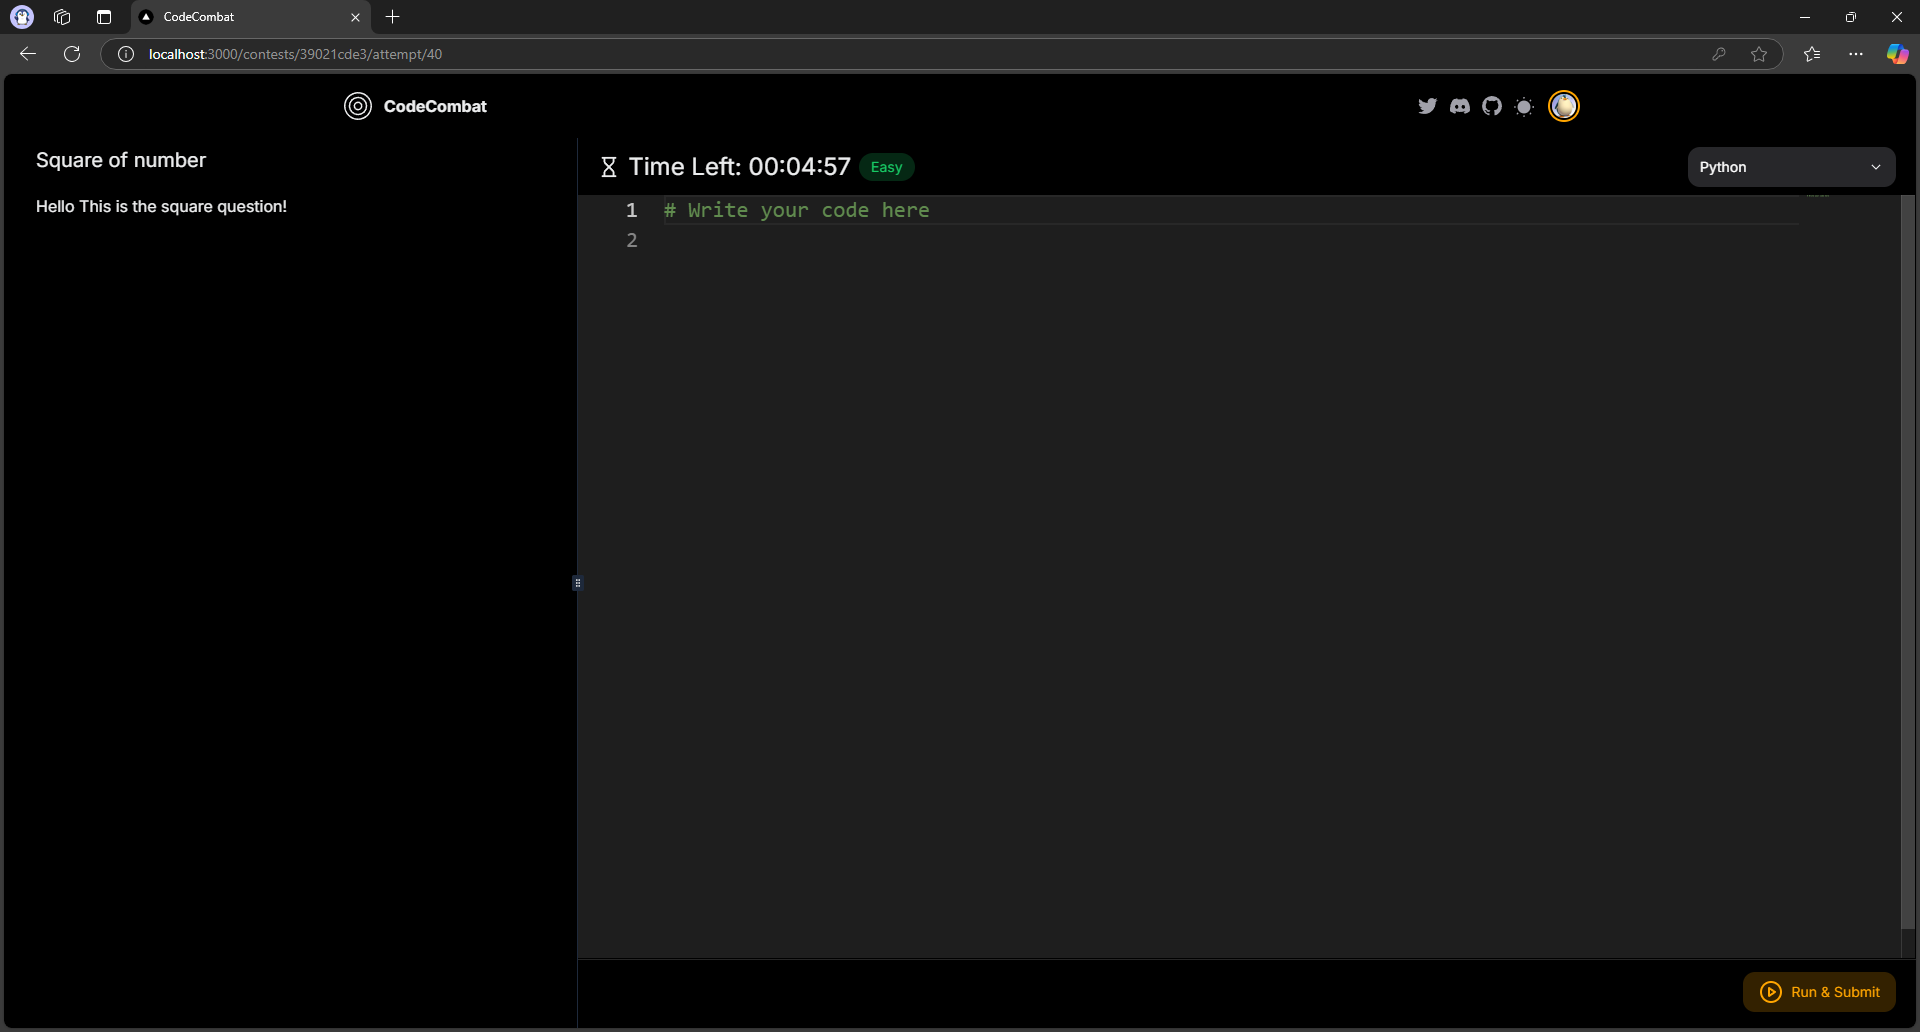 CodeCombat
localhost:3000/contests/39021cde3/attempt/40
CodeCombat
Square of number
Hello This is the square question!
Time Left: 00:04:57 Easy
Python
1 # Write your code here
2
Run & Submit